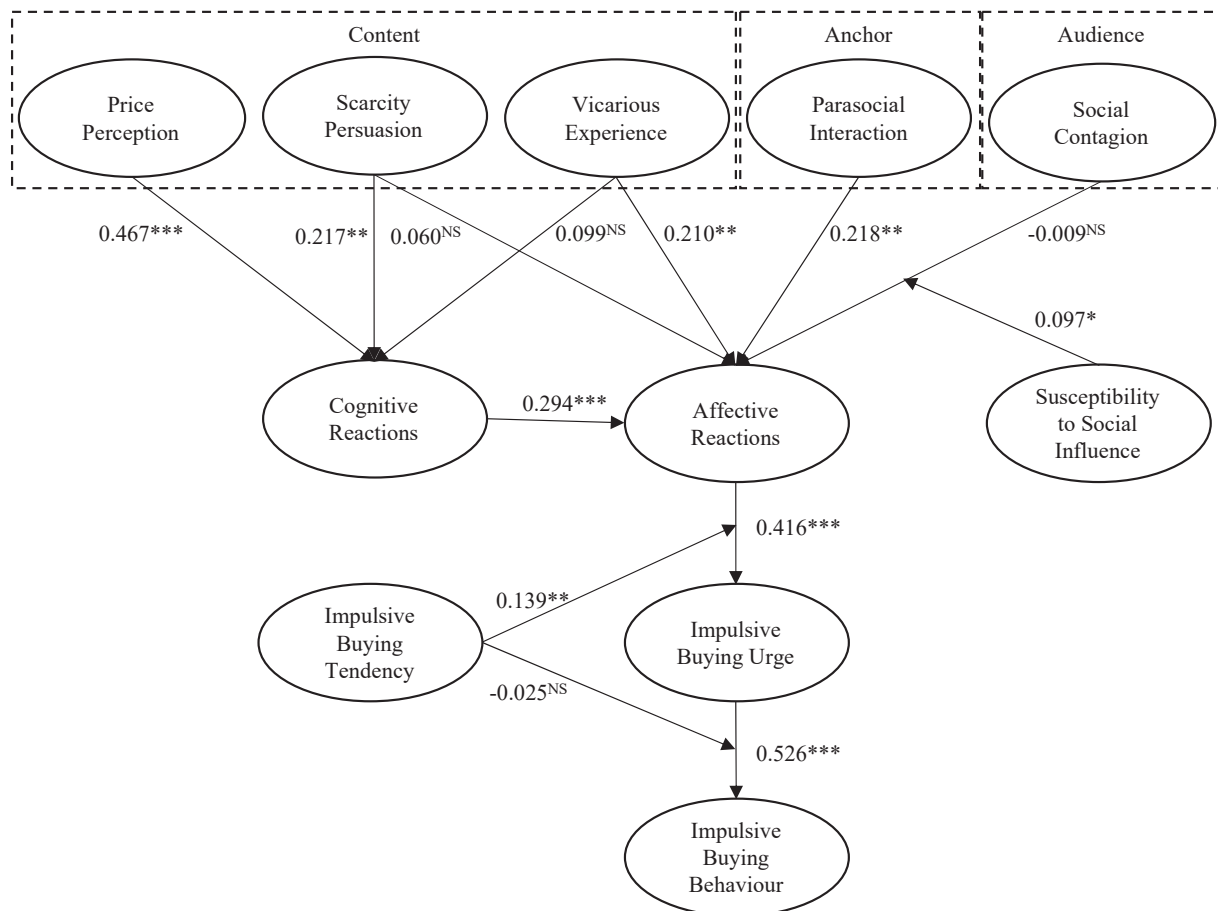 Content
Anchor
Audience
Price
Perception
Scarcity
Persuasion
Vicarious
Experience
Parasocial
Interaction
Social
Contagion
0.467***
0.217**
0.060NS
0.099NS
0.210**
0.218**
-0.009NS
0.097*
Cognitive
Reactions
0.294***
Affective
Reactions
Susceptibility
to Social
Influence
0.416***
0.139**
Impulsive
Buying
Tendency
Impulsive
Buying Urge
-0.025NS
0.526***
Impulsive
Buying
Behaviour